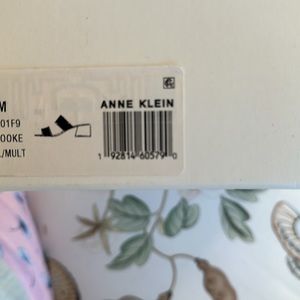 M
ANNE KLEIN
01F9
OOKE
/MULT
1 92814 60579 0